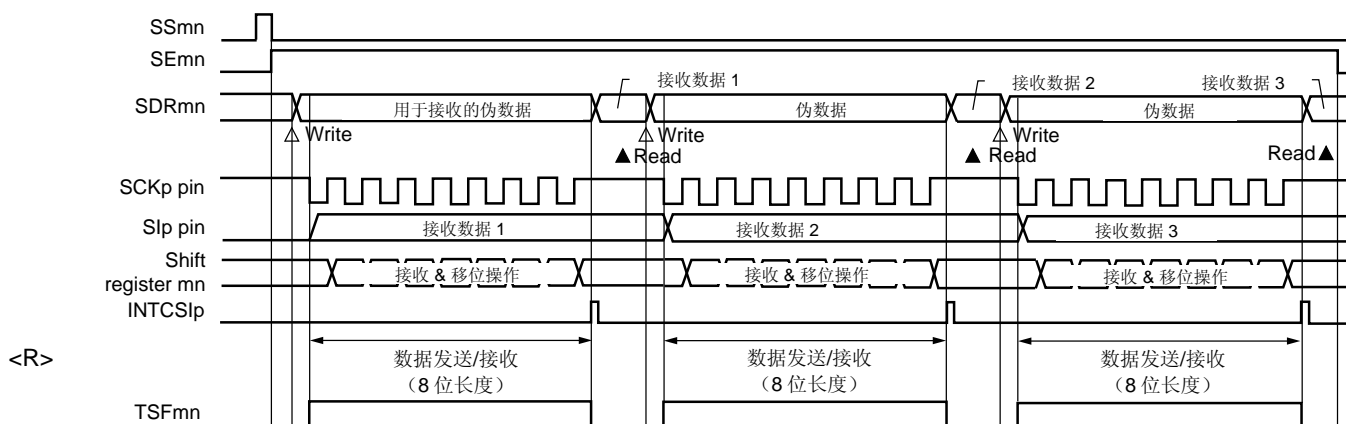 SSmn
SEmn
接收数据 1
接收数据 2
接收数据 3
SDRmn
用于接收的伪数据
伪数据
伪数据
△ Write
△ Write
△ Write
▲ Read
▲ Read
Read ▲
SCKp pin
SIp pin
接收数据 1
接收数据 2
接收数据 3
Shift
register mn
接收 & 移位操作
接收 & 移位操作
接收 & 移位操作
INTCSIp
<R>
数据发送/接收
(8 位长度)
数据发送/接收
(8 位长度)
数据发送/接收
(8 位长度)
TSFmn